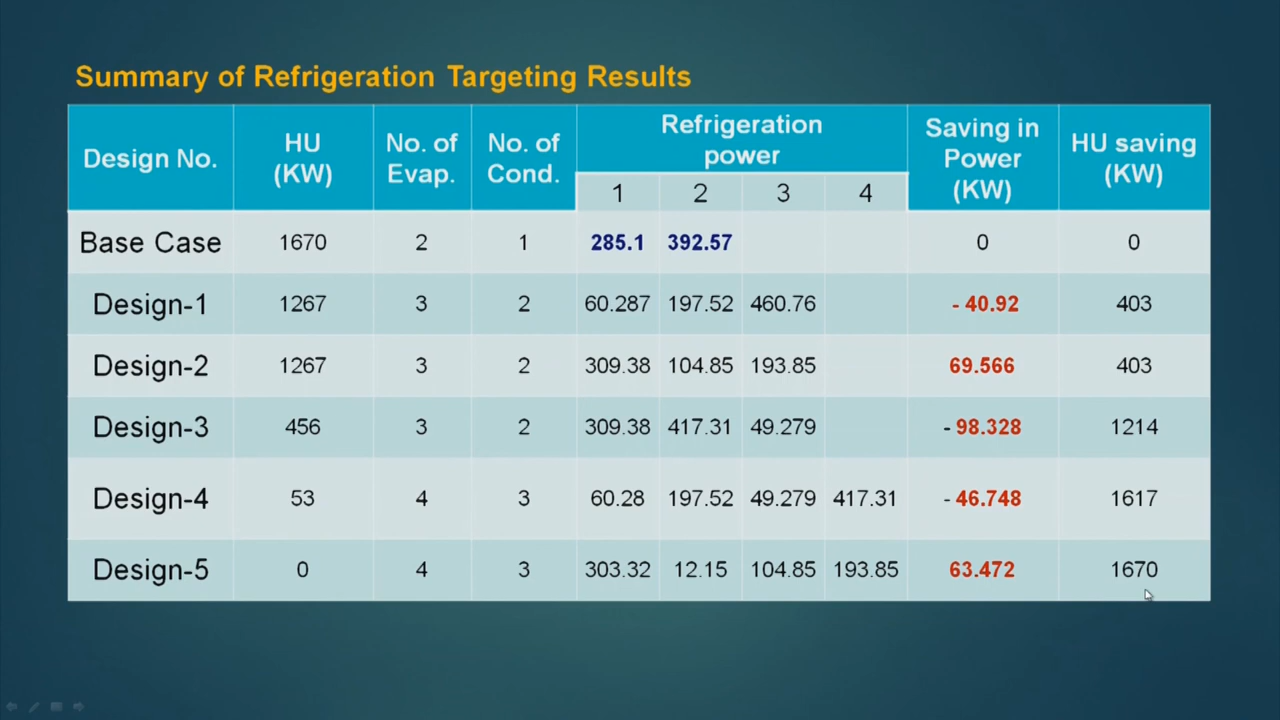 Summary of Refrigeration Targeting Results
Design No. HU (KW) No. of Evap. No. of Cond. Refrigeration power Saving in Power (KW) HU saving (KW)
1 2 3 4
Base Case 1670 2 1 285.1 392.57 0 0
Design-1 1267 3 2 60.287 197.52 460.76 - 40.92 403
Design-2 1267 3 2 309.38 104.85 193.85 69.566 403
Design-3 456 3 2 309.38 417.31 49.279 - 98.328 1214
Design-4 53 4 3 60.28 197.52 49.279 417.31 - 46.748 1617
Design-5 0 4 3 303.32 12.15 104.85 193.85 63.472 1670